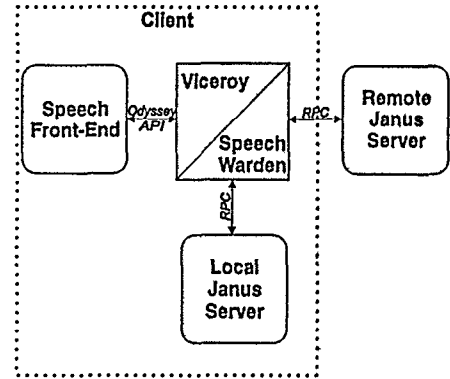 Client
Speech
Front-End
Odyssey
API
Viceroy
Speech
Warden
RPC
Remote
Janus
Server
RPC
Local
Janus
Server